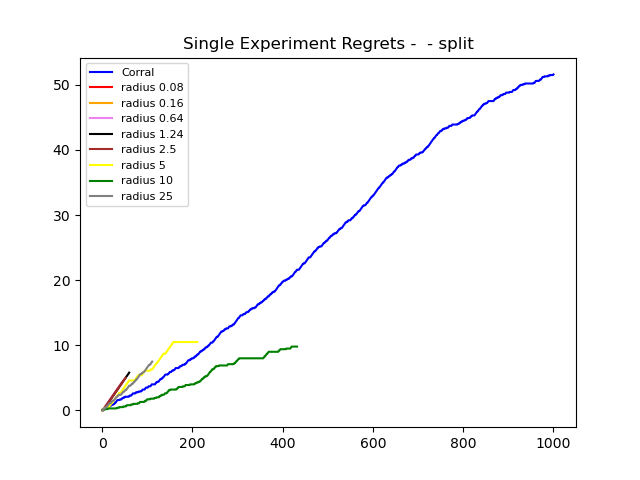 Single Experiment Regrets -  - split
Corral
radius 0.08
radius 0.16
radius 0.64
radius 1.24
radius 2.5
radius 5
radius 10
radius 25
50
40
30
20
10
0
0 200 400 600 800 1000